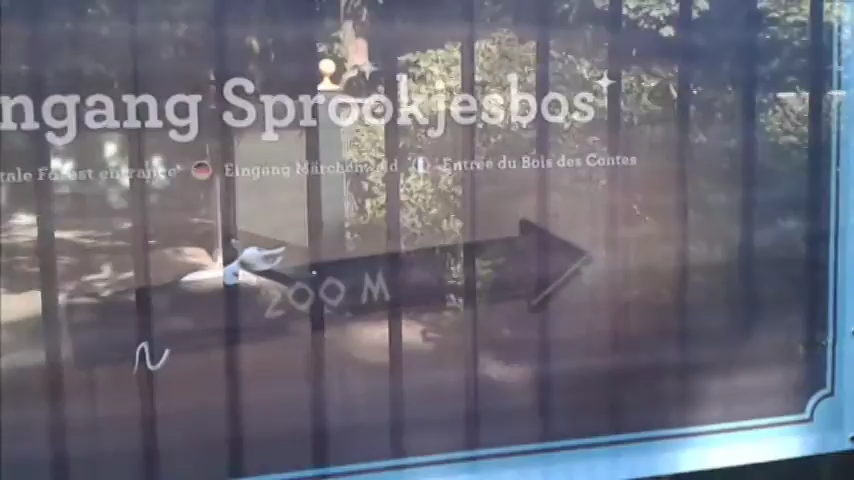 ngang Sprookjesbos
tale Forest entrance Eingang Märchenwald Entrée du Bois des Contes
200 M